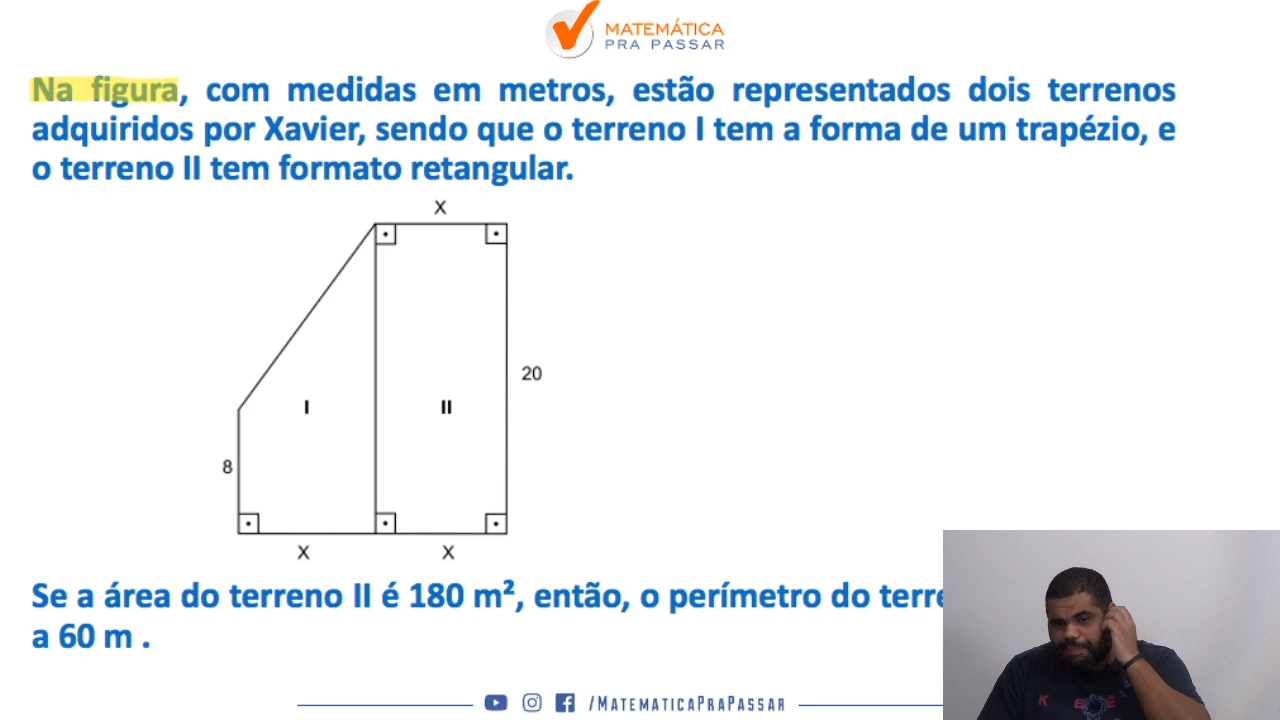 MATEMÁTICA
PRA PASSAR
Na figura, com medidas em metros, estão representados dois terrenos
adquiridos por Xavier, sendo que o terreno I tem a forma de um trapézio, e
o terreno II tem formato retangular.
X
20
I II
8
X X
Se a área do terreno II é 180 m², então, o perímetro do
a 60 m .
/MATEMATICAPRAPASSAR